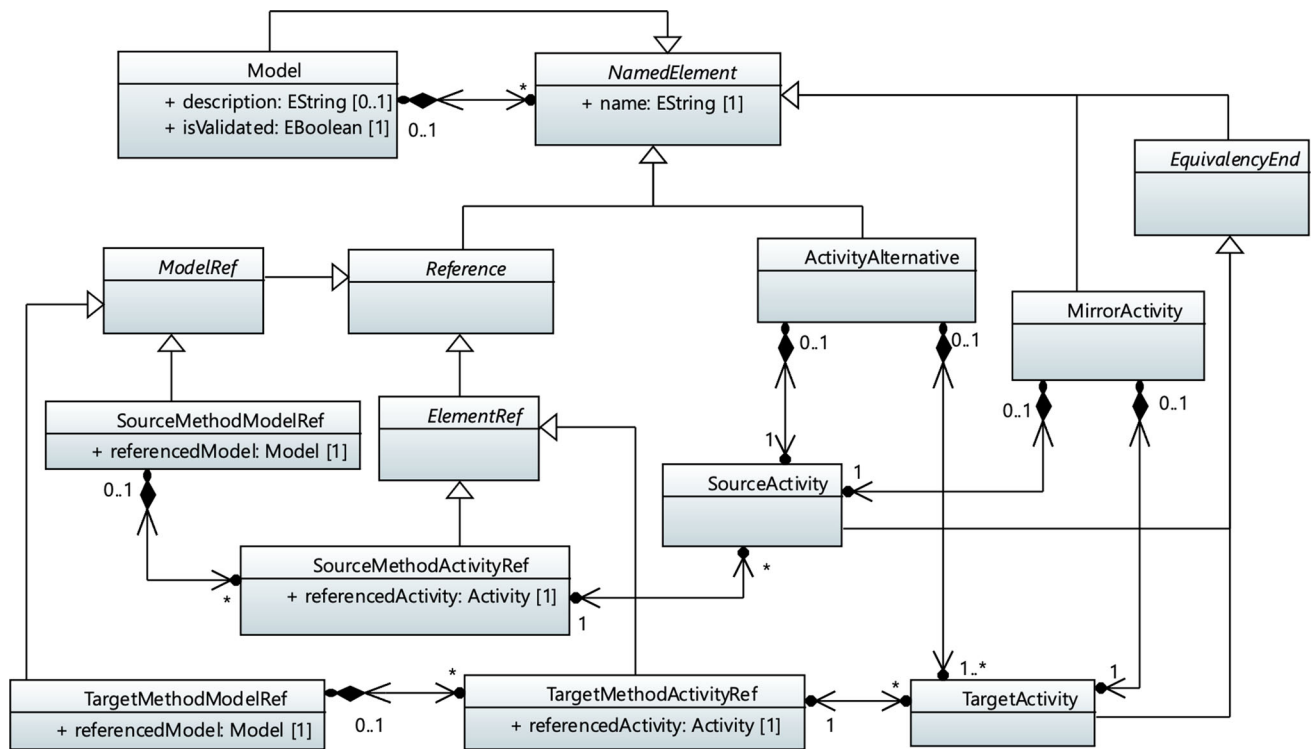 Model
+ description: EString [0..1]
+ isValidated: EBoolean [1]
0..1
*
NamedElement
+ name: EString [1]
EquivalencyEnd
ModelRef
Reference
ActivityAlternative
MirrorActivity
0..1
0..1
0..1
0..1
SourceMethodModelRef
+ referencedModel: Model [1]
0..1
ElementRef
1
SourceActivity
1
*
SourceMethodActivityRef
+ referencedActivity: Activity [1]
*
1
TargetMethodModelRef
+ referencedModel: Model [1]
0..1
*
TargetMethodActivityRef
+ referencedActivity: Activity [1]
1
*
1..*
1
TargetActivity